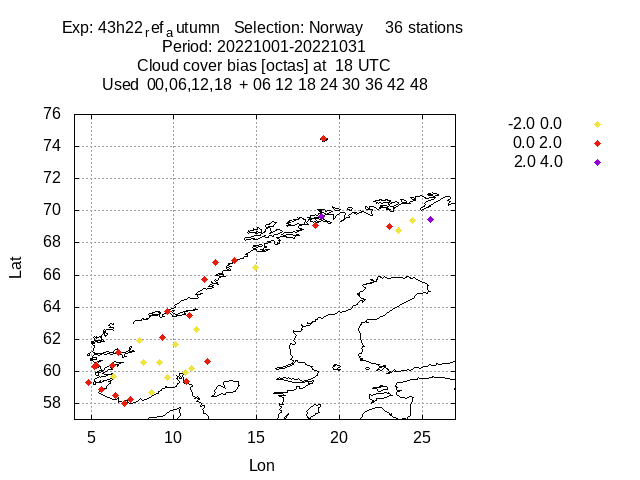 Exp: 43h22refautumn Selection: Norway 36 stations
Period: 20221001-20221031
Cloud cover bias [octas] at 18 UTC
Used 00,06,12,18 + 06 12 18 24 30 36 42 48
-2.0 0.0
0.0 2.0
2.0 4.0
76
74
72
70
68
66
64
62
60
58
Lat
5 10 15 20 25
Lon